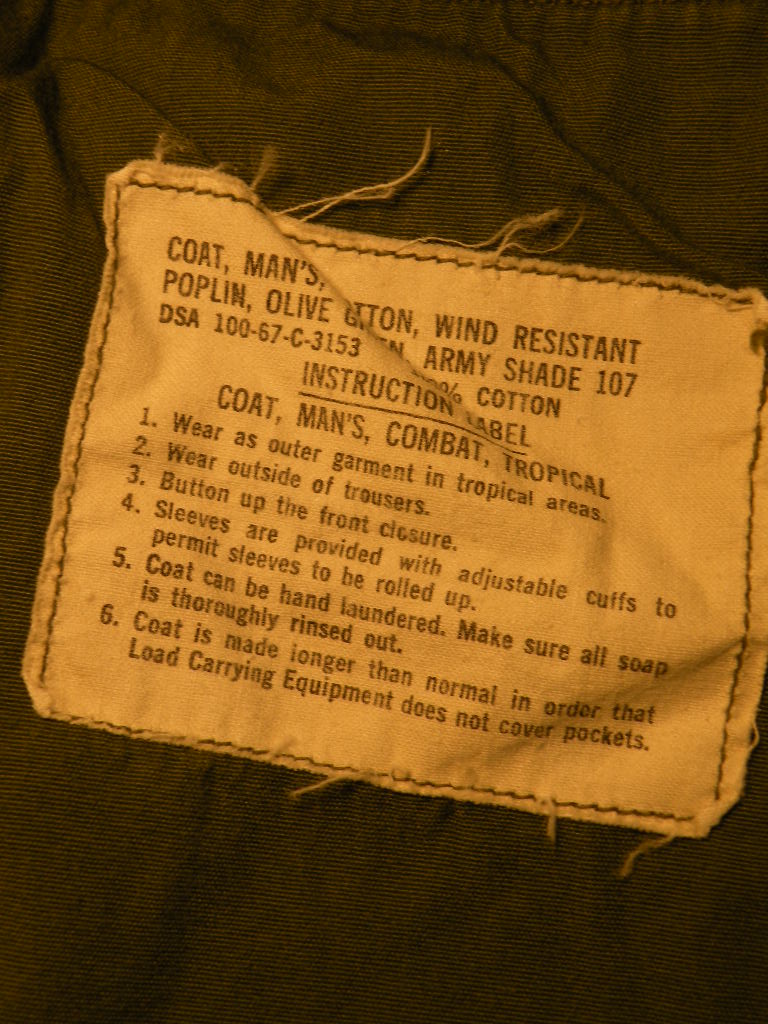 COAT, MAN'S, TTON, WIND RESISTANT
POPLIN, OLIVE G EN, ARMY SHADE 107
DSA 100-67-C-3153 % COTTON
INSTRUCTION LABEL
COAT, MAN'S, COMBAT, TROPICAL
1. Wear as outer garment in tropical areas.
2. Wear outside of trousers.
3. Button up the front closure.
4. Sleeves are provided with adjustable cuffs to
permit sleeves to be rolled up.
5. Coat can be hand laundered. Make sure all soap
is thoroughly rinsed out.
6. Coat is made longer than normal in order that
Load Carrying Equipment does not cover pockets.